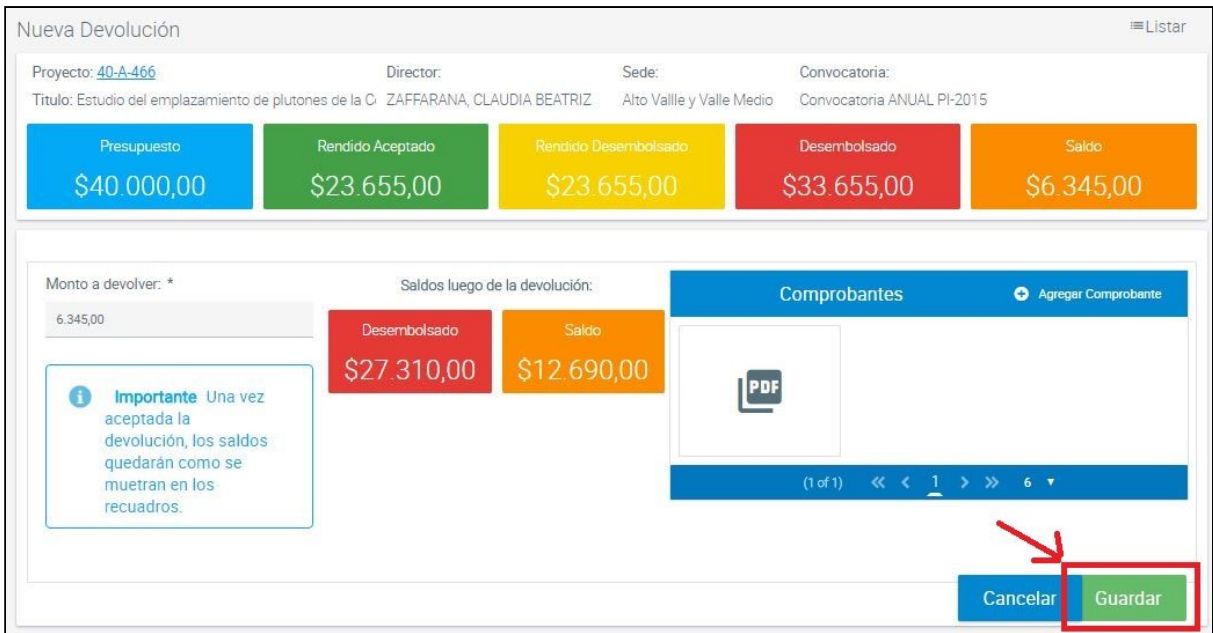 Nueva Devolución
Listar
Proyecto: 40-A-466
Director:
Sede:
Convocatoria:
Titulo: Estudio del emplazamiento de plutones de la C
ZAFFARANA, CLAUDIA BEATRIZ
Alto Vallle y Valle Medio
Convocatoria ANUAL PI-2015
Presupuesto
$40.000,00
Rendido Aceptado
$23.655,00
Rendido Desembolsado
$23.655,00
Desembolsado
$33.655,00
Saldo
$6.345,00
Monto a devolver: *
6.345,00
Importante Una vez
aceptada la
devolución, los saldos
quedarán como se
muetran en los
recuadros.
Saldos luego de la devolución:
Desembolsado
$27.310,00
Saldo
$12.690,00
Comprobantes
Agregar Comprobante
PDF
(1 of 1) 1 6
Cancelar
Guardar